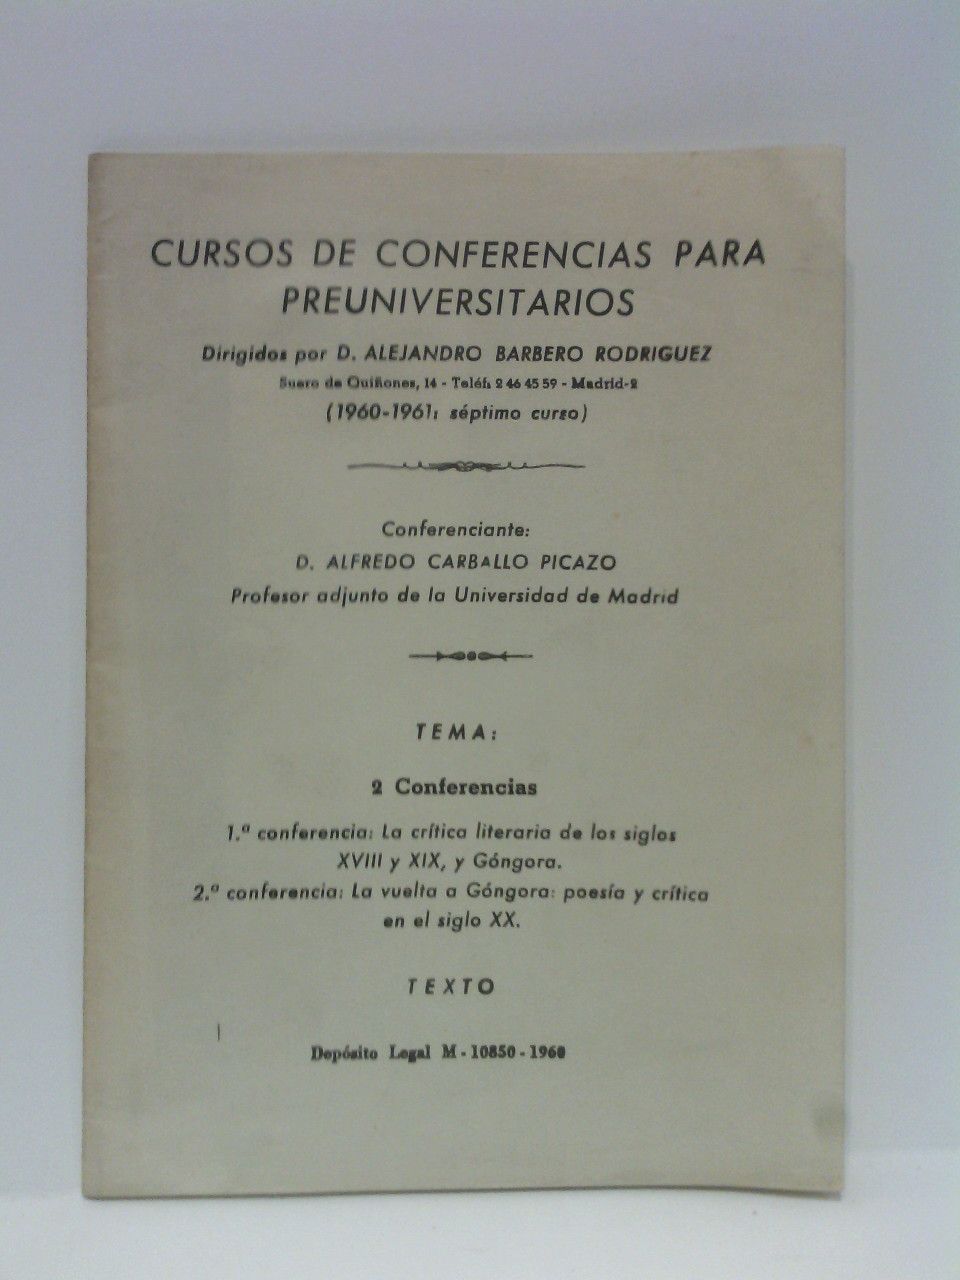 CURSOS DE CONFERENCIAS PARA
PREUNIVERSITARIOS
Dirigidos por D. ALEJANDRO BARBERO RODRIGUEZ
Suero de Quiñones, 14 - Teléf. 2 46 45 59 - Madrid-2
(1960-1961: séptimo curso)
Conferenciante:
D. ALFREDO CARBALLO PICAZO
Profesor adjunto de la Universidad de Madrid
TEMA:
2 Conferencias
1.ª conferencia: La crítica literaria de los siglos
XVIII y XIX, y Góngora.
2.ª conferencia: La vuelta a Góngora: poesía y crítica
en el siglo XX.
TEXTO
Depósito Legal M - 10850 - 1960